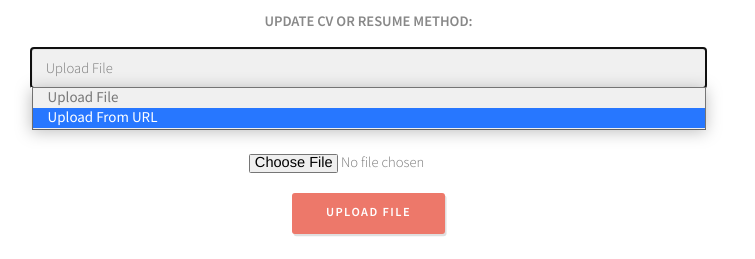 UPDATE CV OR RESUME METHOD:
Upload File
Upload File
Upload From URL
Choose File No file chosen
UPLOAD FILE